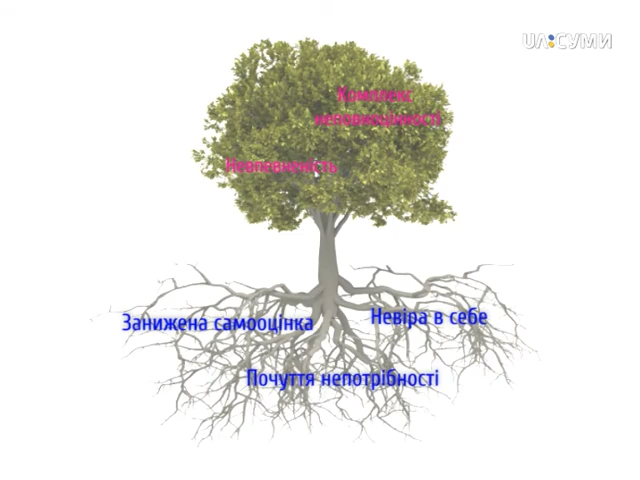 UA:СУМИ
Комплекс
неповноцінності
Невпевненість
Занижена самооцінка
Невіра в себе
Почуття непотрібності